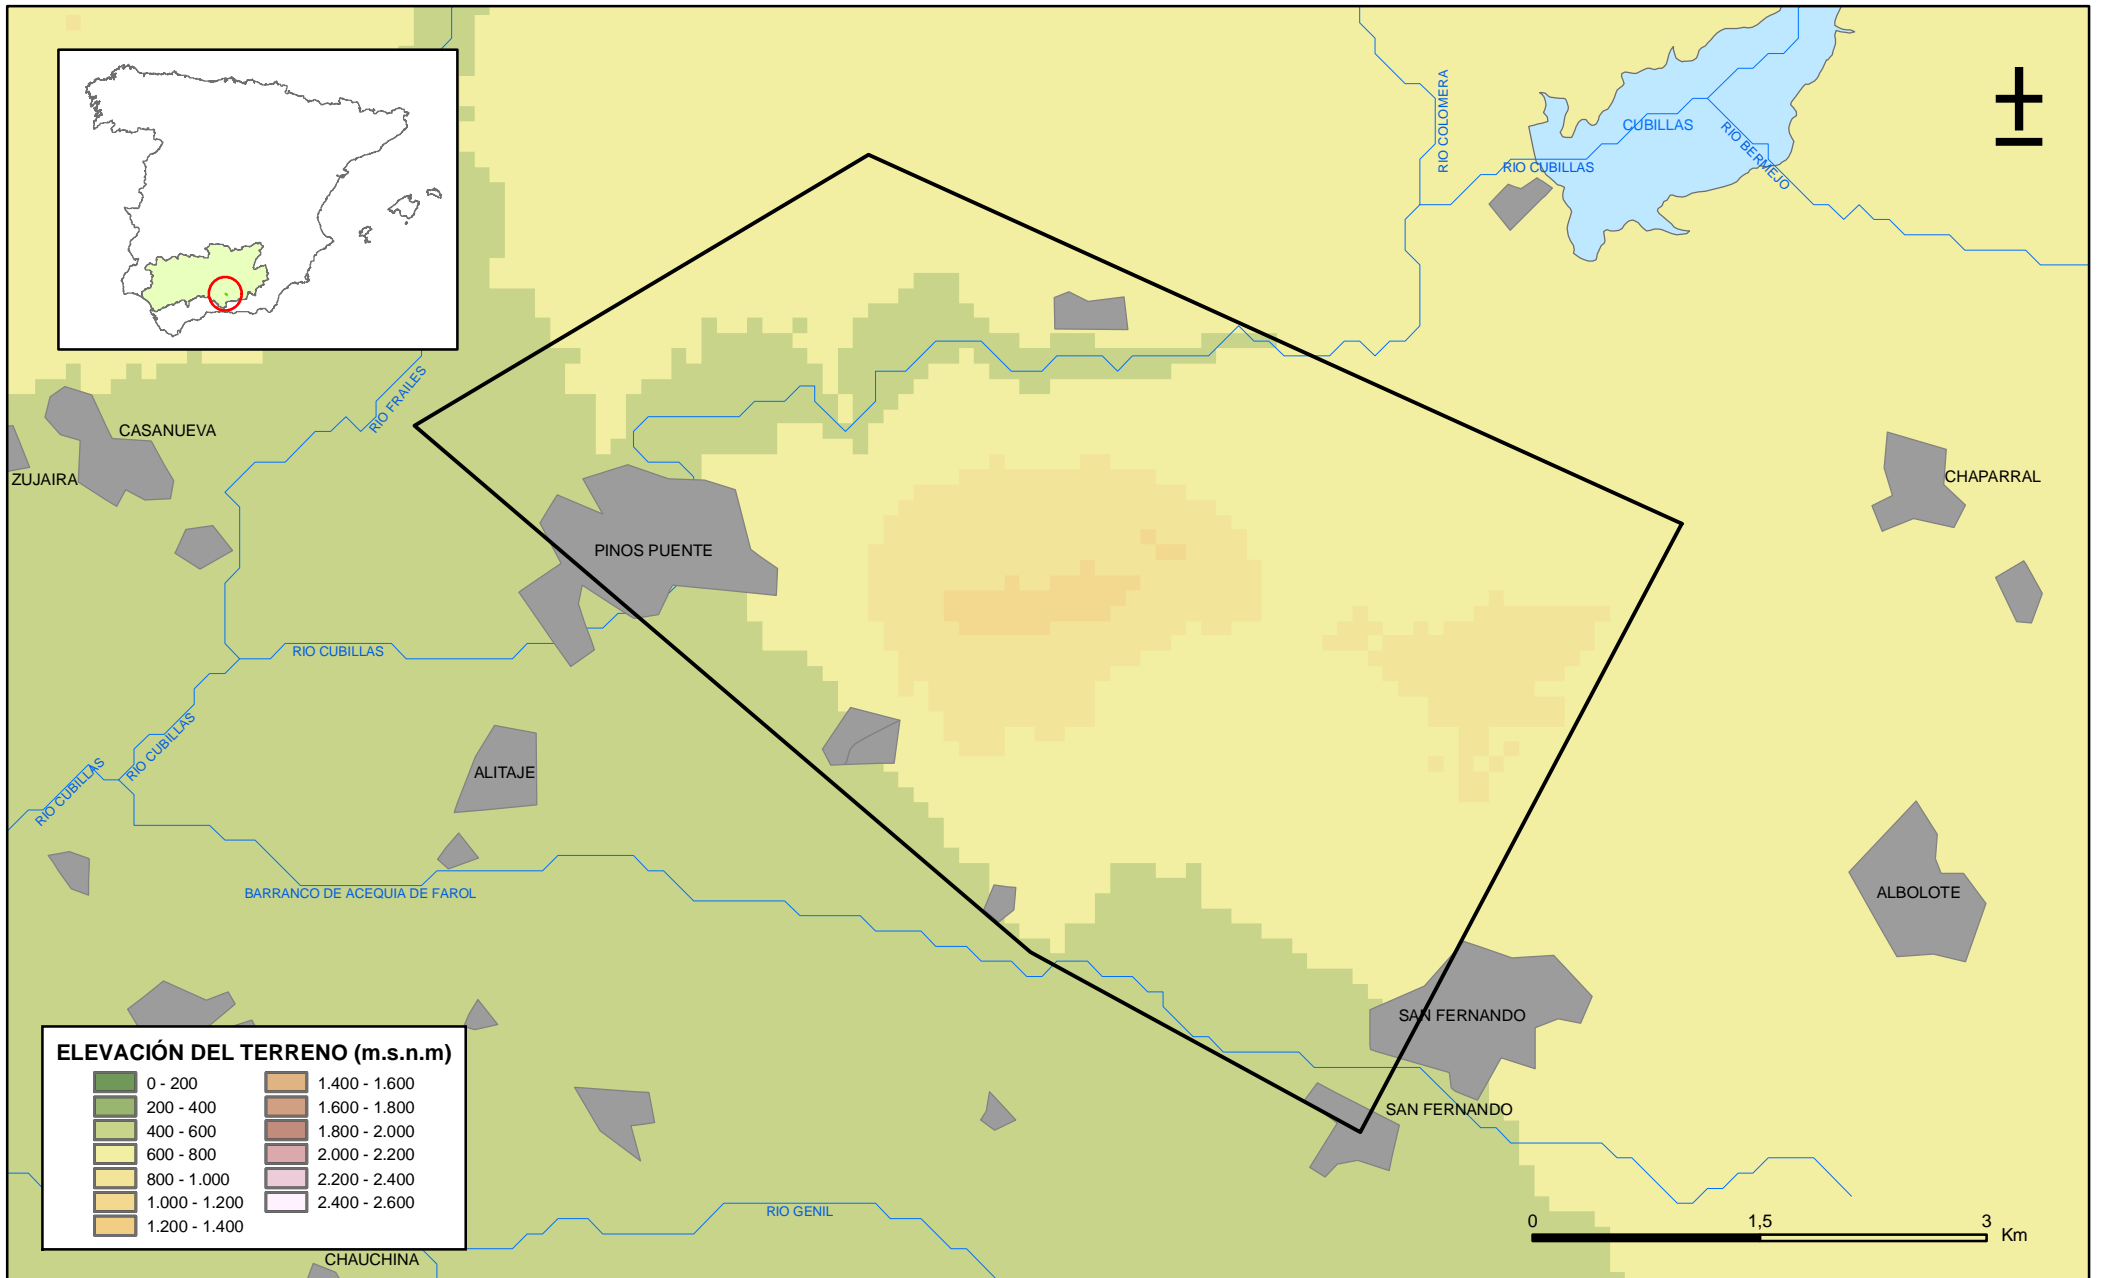 RIO COLOMERA
CUBILLAS
RIO CUBILLAS
RIO BERMEJO
RIO FRAILES
CASANUEVA
ZUJAIRA
CHAPARRAL
PINOS PUENTE
RIO CUBILLAS
RIO CUBILLAS
RIO CUBILLAS
ALITAJE
BARRANCO DE ACEQUIA DE FAROL
ALBOLOTE
SAN FERNANDO
SAN FERNANDO
ELEVACIÓN DEL TERRENO (m.s.n.m)
0 - 200
200 - 400
400 - 600
600 - 800
800 - 1.000
1.000 - 1.200
1.200 - 1.400
1.400 - 1.600
1.600 - 1.800
1.800 - 2.000
2.000 - 2.200
2.200 - 2.400
2.400 - 2.600
RIO GENIL
0 1,5 3
Km
CHAUCHINA